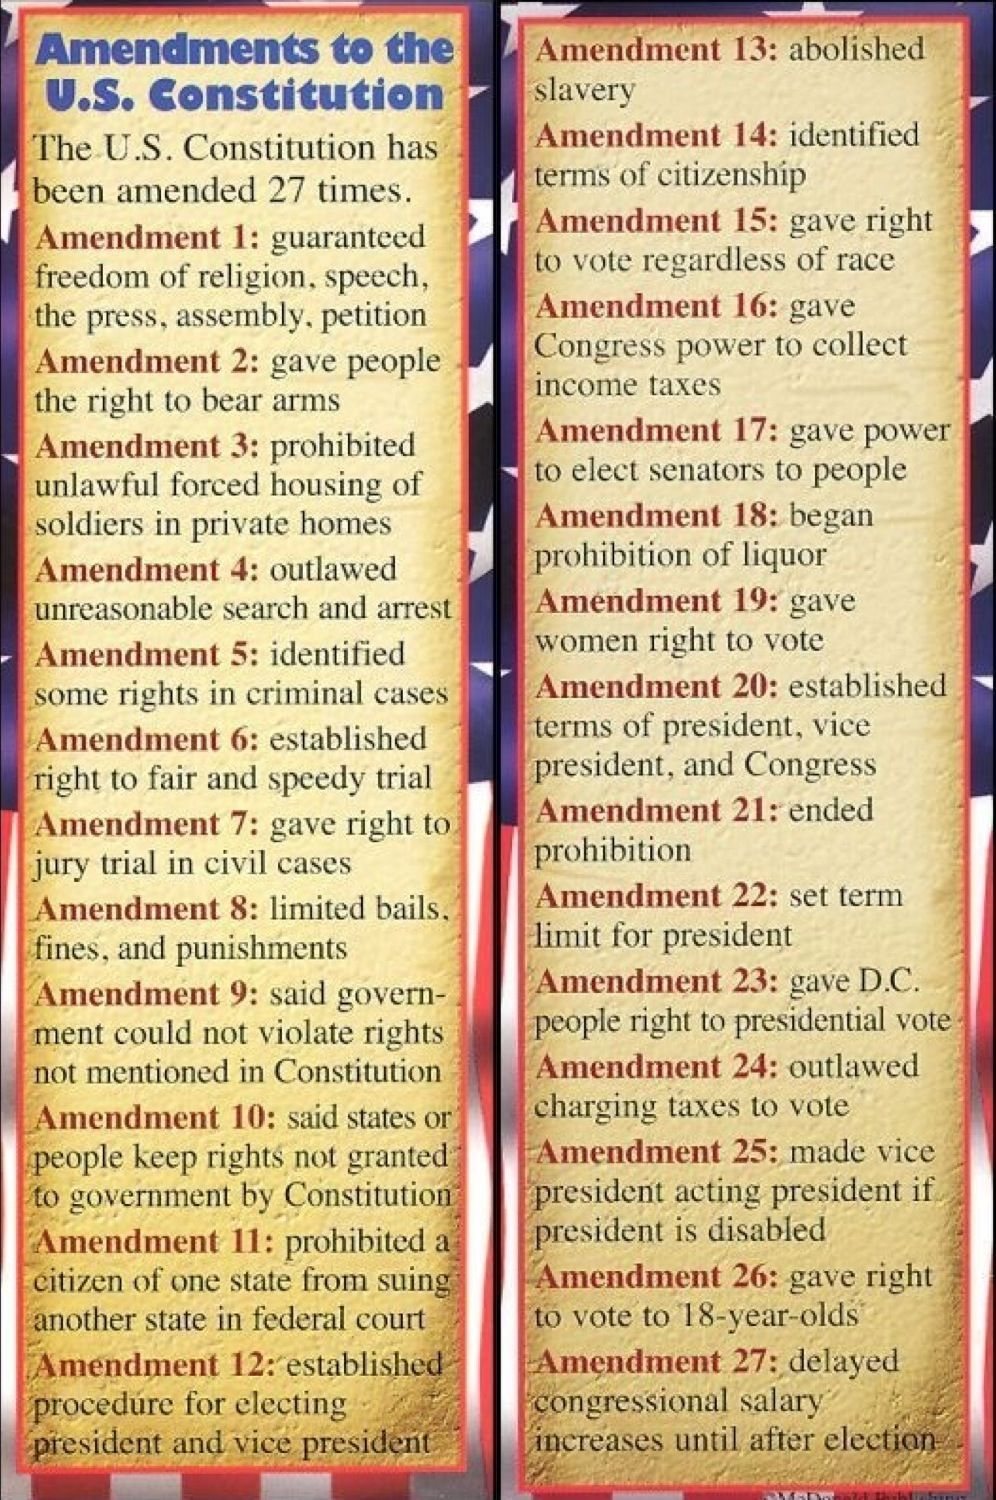 Amendments to the
U.S. Constitution
The U.S. Constitution has
been amended 27 times.
Amendment 1: guaranteed
freedom of religion, speech,
the press, assembly, petition
Amendment 2: gave people
the right to bear arms
Amendment 3: prohibited
unlawful forced housing of
soldiers in private homes
Amendment 4: outlawed
unreasonable search and arrest
Amendment 5: identified
some rights in criminal cases
Amendment 6: established
right to fair and speedy trial
Amendment 7: gave right to
jury trial in civil cases
Amendment 8: limited bails,
fines, and punishments
Amendment 9: said govern-
ment could not violate rights
not mentioned in Constitution
Amendment 10: said states or
people keep rights not granted
to government by Constitution
Amendment 11: prohibited a
citizen of one state from suing
another state in federal court
Amendment 12: established
procedure for electing
president and vice president
Amendment 13: abolished
slavery
Amendment 14: identified
terms of citizenship
Amendment 15: gave right
to vote regardless of race
Amendment 16: gave
Congress power to collect
income taxes
Amendment 17: gave power
to elect senators to people
Amendment 18: began
prohibition of liquor
Amendment 19: gave
women right to vote
Amendment 20: established
terms of president, vice
president, and Congress
Amendment 21: ended
prohibition
Amendment 22: set term
limit for president
Amendment 23: gave D.C.
people right to presidential vote
Amendment 24: outlawed
charging taxes to vote
Amendment 25: made vice
president acting president if
president is disabled
Amendment 26: gave right
to vote to 18-year-olds
Amendment 27: delayed
congressional salary
increases until after election